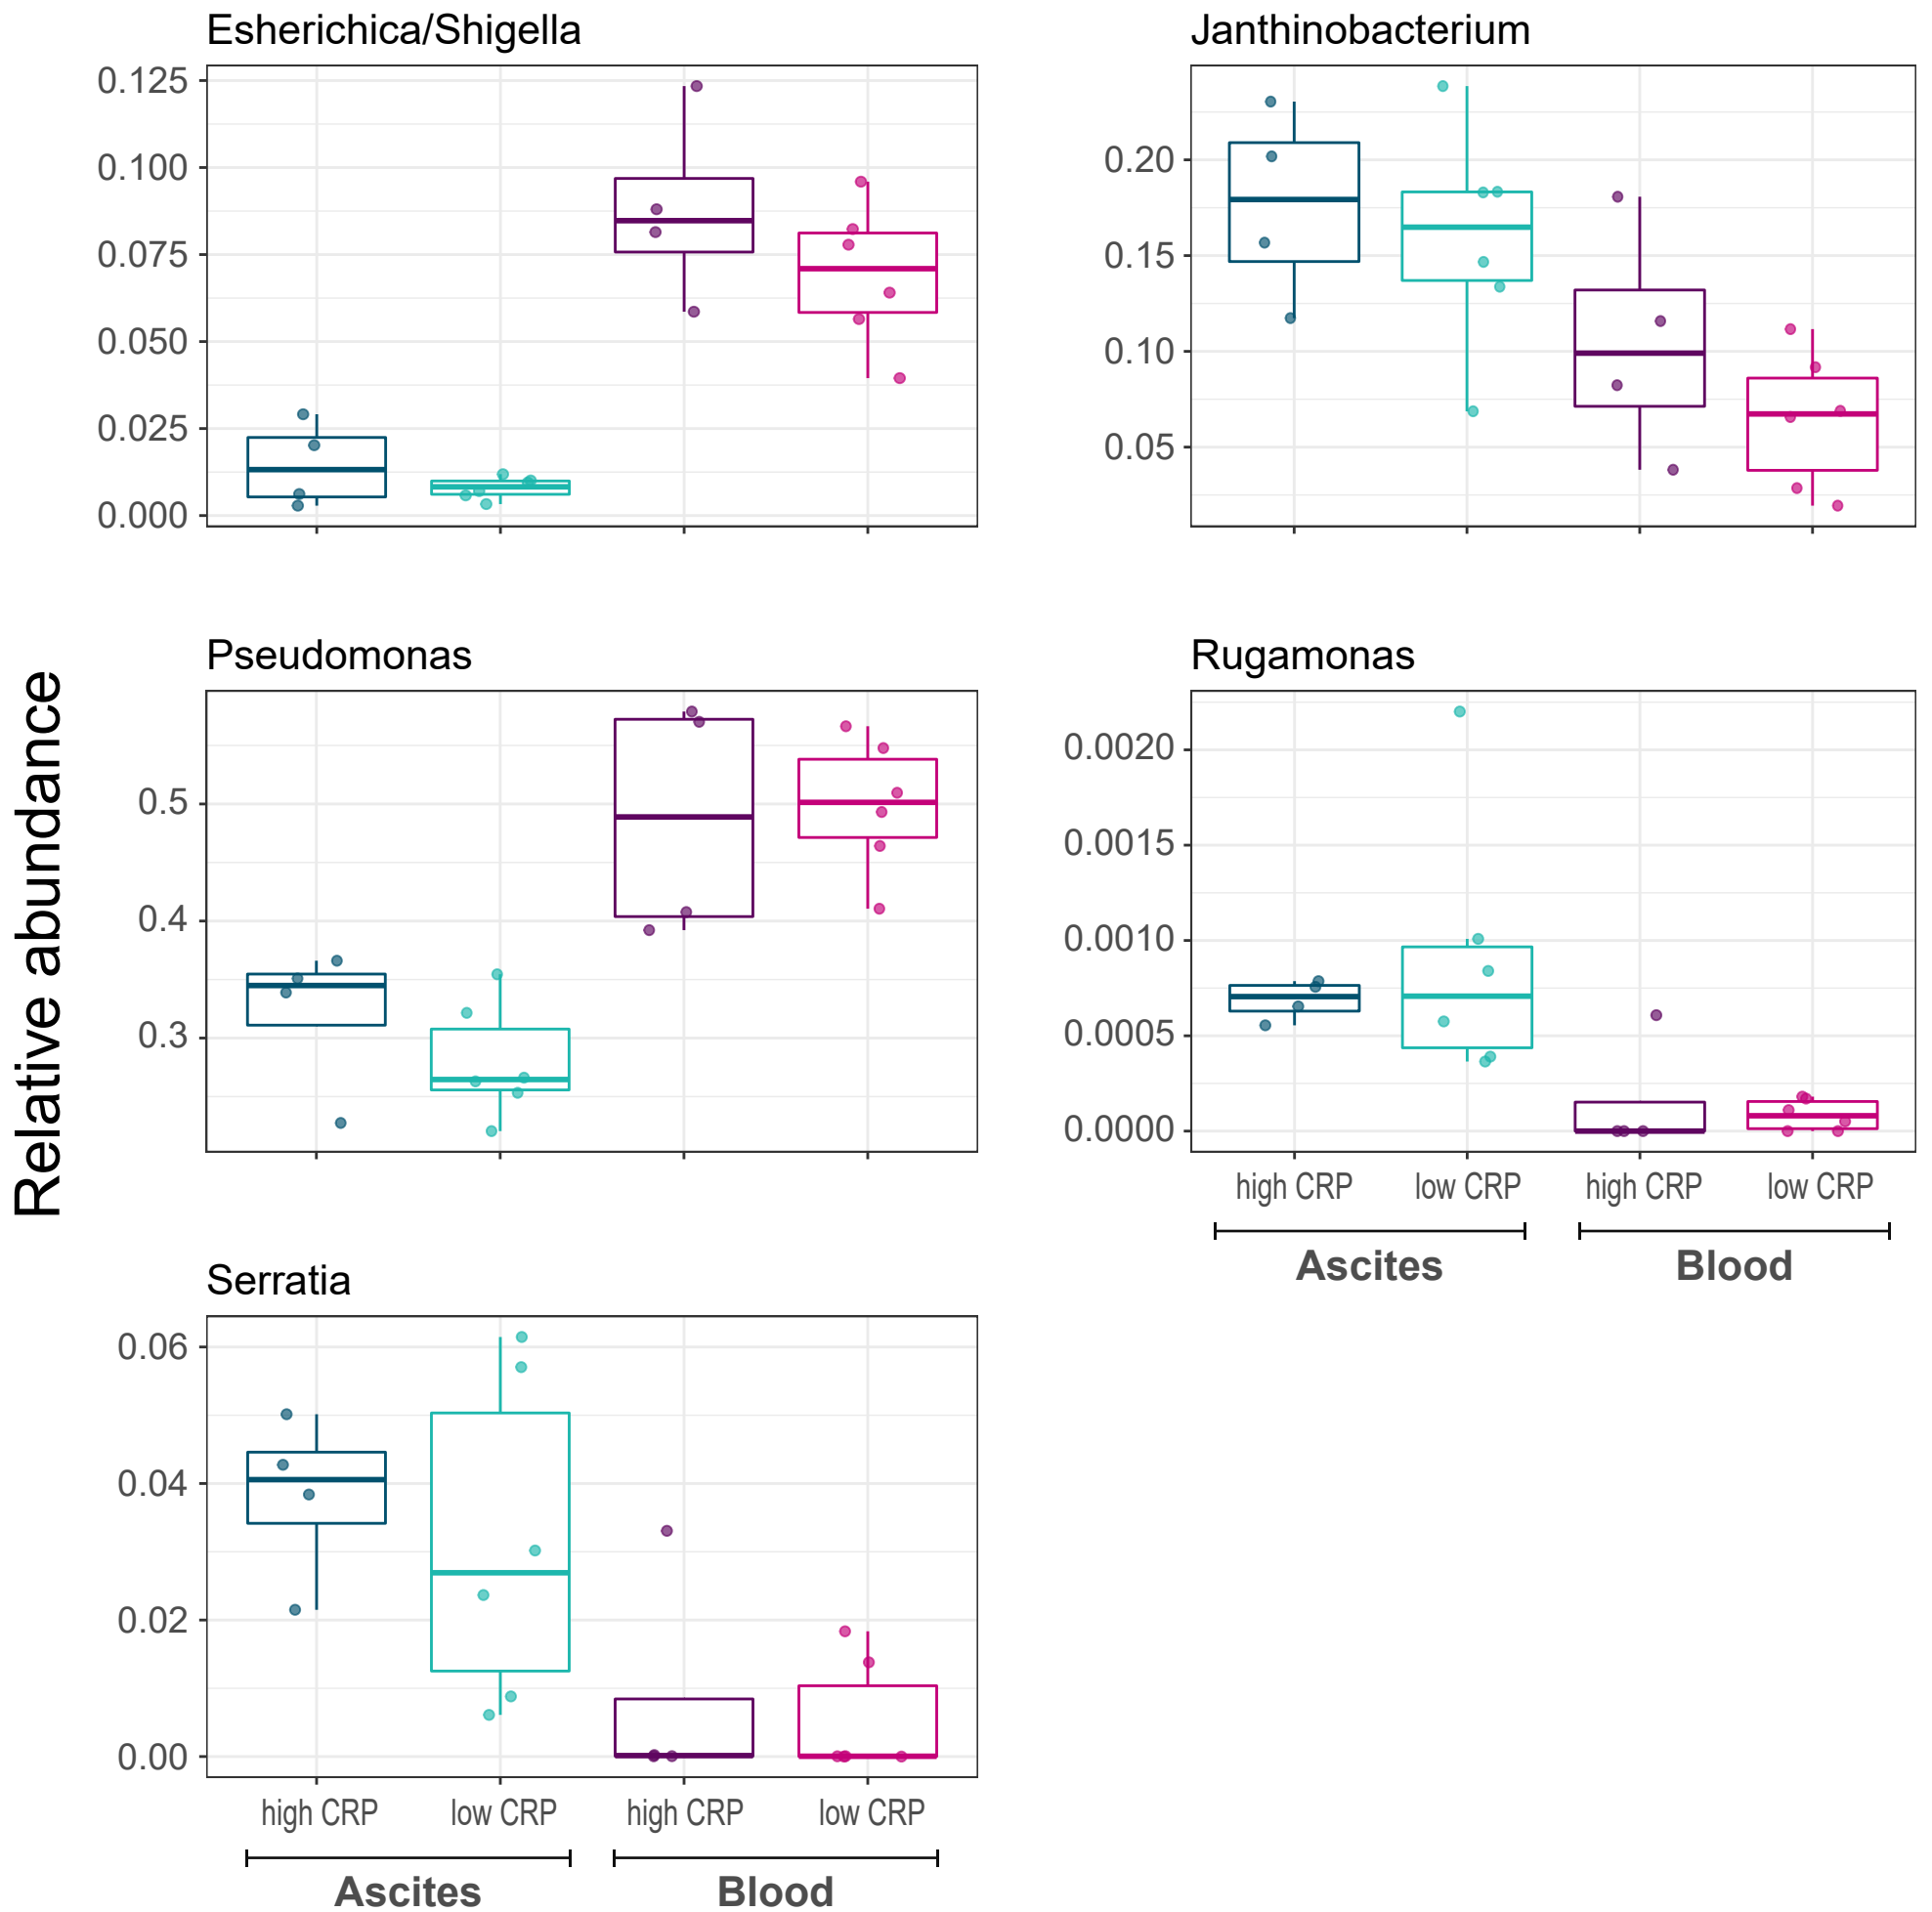 Esherichica/Shigella
0.125
0.100
0.075
0.050
0.025
0.000
Janthinobacterium
0.20
0.15
0.10
0.05
Relative abundance
Pseudomonas
0.5
0.4
0.3
Rugamonas
0.0020
0.0015
0.0010
0.0005
0.0000
high CRP low CRP high CRP low CRP
Ascites Blood
Serratia
0.06
0.04
0.02
0.00
high CRP low CRP high CRP low CRP
Ascites Blood